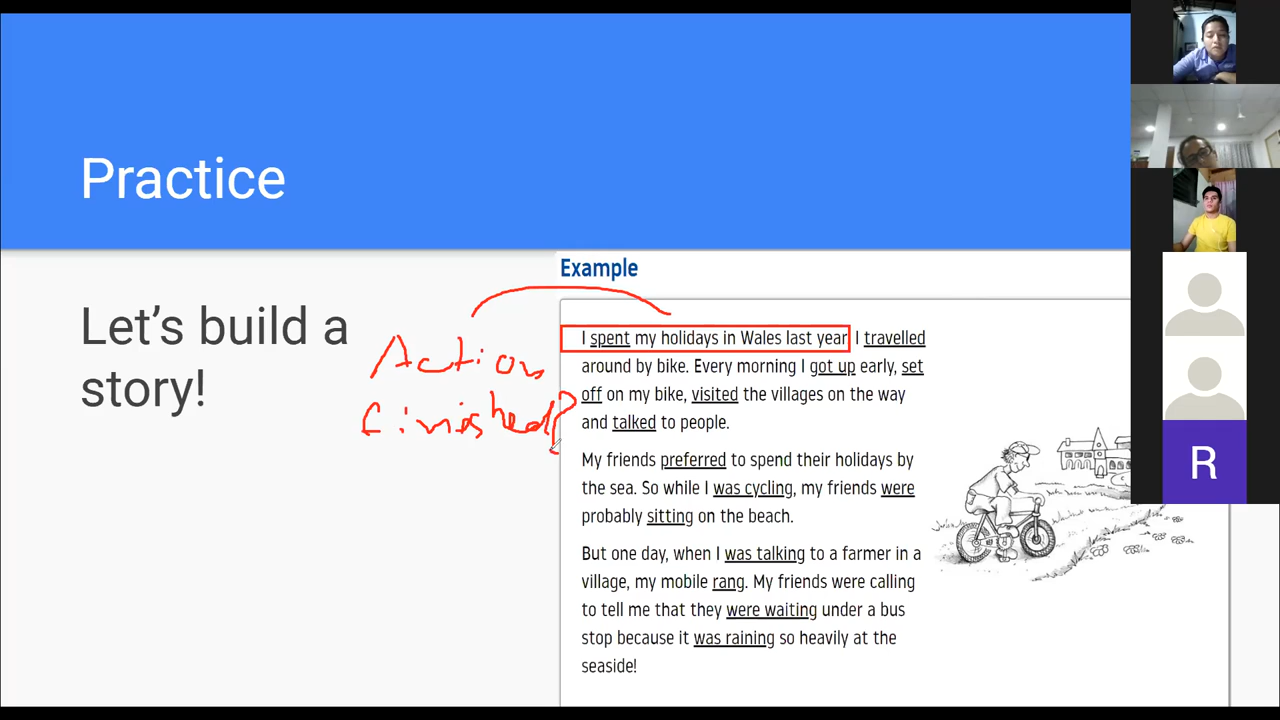 Practice
Let's build a
story!
Action
finished?
Example
I spent my holidays in Wales last year. I travelled
around by bike. Every morning I got up early, set
off on my bike, visited the villages on the way
and talked to people.
My friends preferred to spend their holidays by
the sea. So while I was cycling, my friends were
probably sitting on the beach.
But one day, when I was talking to a farmer in a
village, my mobile rang. My friends were calling
to tell me that they were waiting under a bus
stop because it was raining so heavily at the
seaside!
R